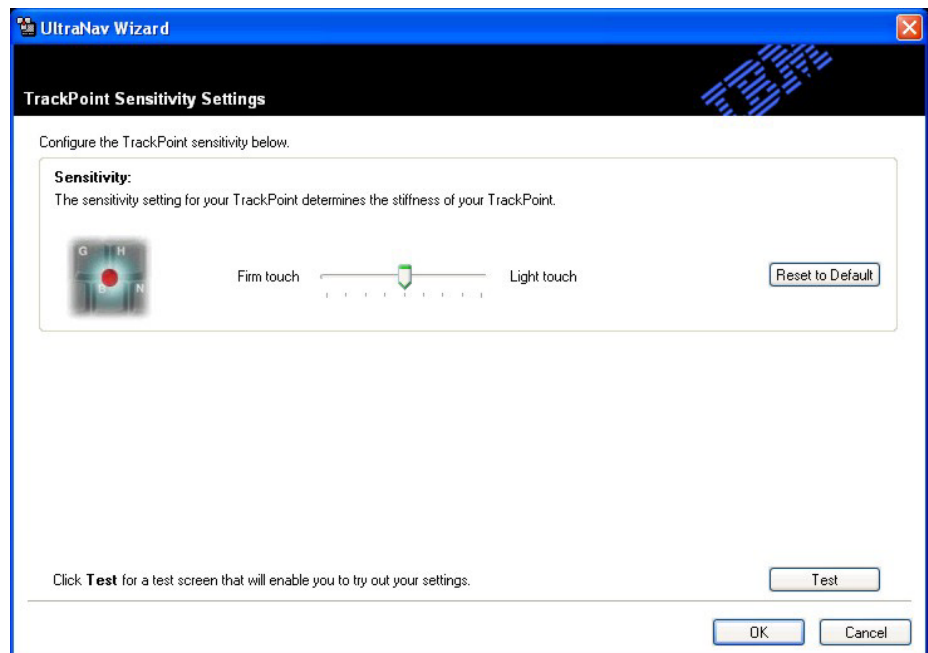 UltraNav Wizard
IBM
TrackPoint Sensitivity Settings
Configure the TrackPoint sensitivity below.
Sensitivity:
The sensitivity setting for your TrackPoint determines the stiffness of your TrackPoint.
G H
B N
Firm touch
Light touch
Reset to Default
Click Test for a test screen that will enable you to try out your settings.
Test
OK
Cancel